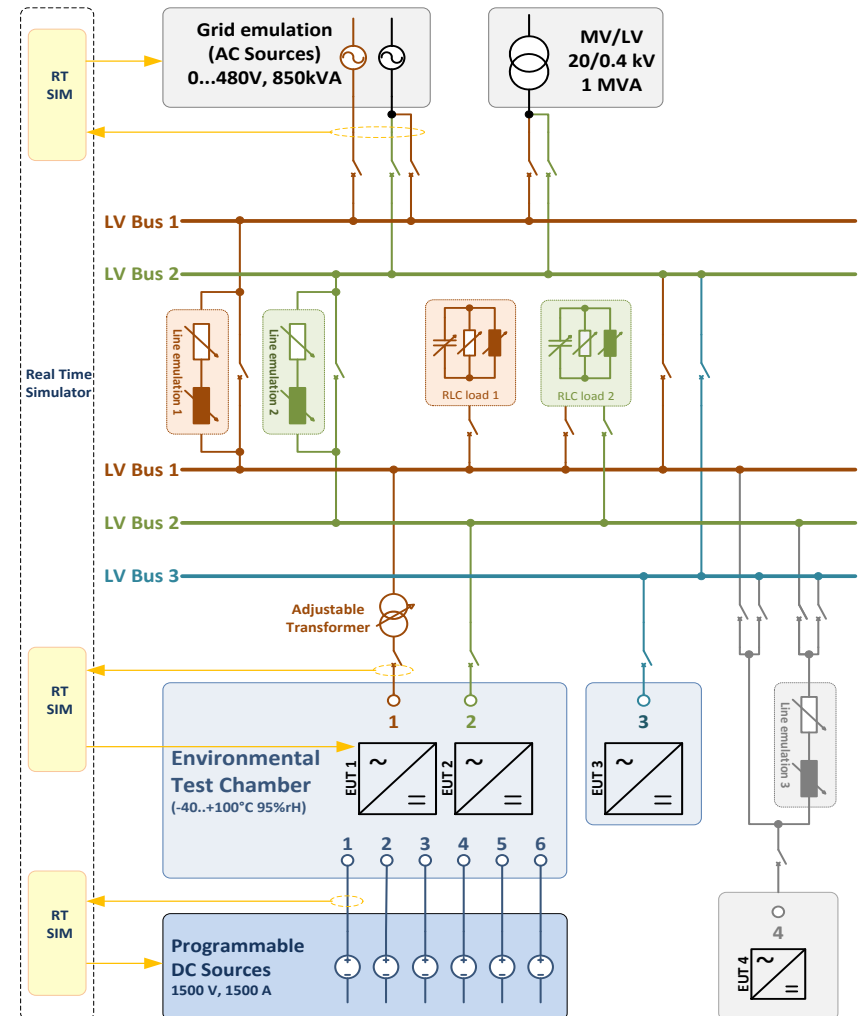 Grid emulation
(AC Sources)
0...480V, 850kVA
MV/LV
20/0.4 kV
1 MVA
RT
SIM
LV Bus 1
LV Bus 2
Line emulation 1
Line emulation 2
RLC load 1
RLC load 2
Real Time
Simulator
LV Bus 1
LV Bus 2
LV Bus 3
Adjustable
Transformer
RT
SIM
1
2
3
Line emulation 3
Environmental
Test Chamber
(-40..+100°C 95%rH)
EUT 1
~
=
EUT 2
~
=
EUT 3
~
=
1 2 3 4 5 6
RT
SIM
Programmable
DC Sources
1500 V, 1500 A
4
EUT 4
~
=